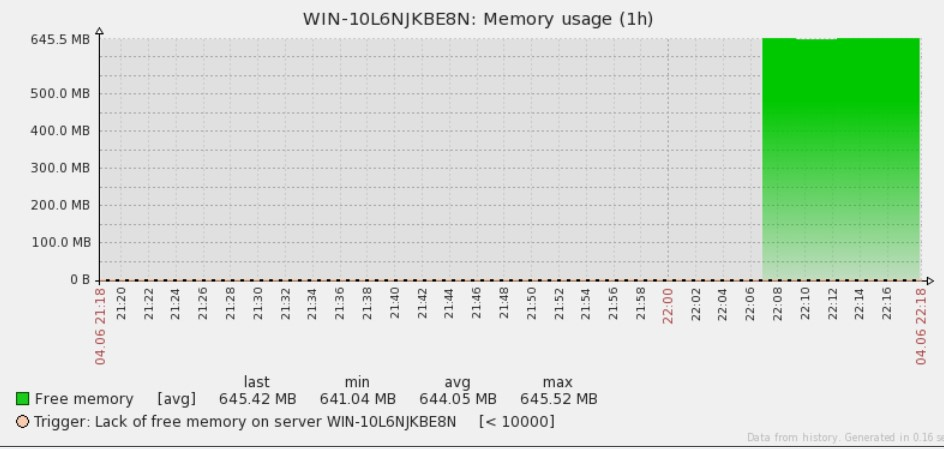 WIN-10L6NJKBE8N: Memory usage (1h)
645.5 MB
500.0 MB
400.0 MB
300.0 MB
200.0 MB
100.0 MB
0 B
04.06 21:18
21:20
21:22
21:24
21:26
21:28
21:30
21:32
21:34
21:36
21:38
21:40
21:42
21:44
21:46
21:48
21:50
21:52
21:54
21:56
21:58
22:00
22:02
22:04
22:06
22:08
22:10
22:12
22:14
22:16
04.06 22:18
last min avg max
Free memory [avg] 645.42 MB 641.04 MB 644.05 MB 645.52 MB
Trigger: Lack of free memory on server WIN-10L6NJKBE8N [< 10000]
Data from history. Generated in 0.16 se